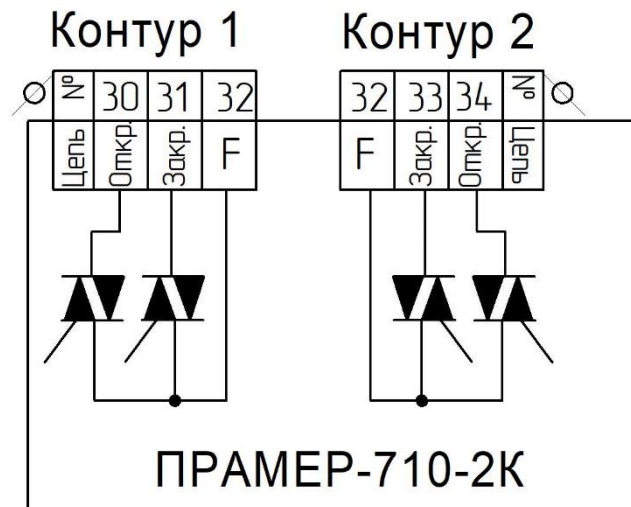 Контур 1 Контур 2
№ 30 31 32 32 33 34 №
Цепь Откр. Закр. F F Закр. Откр. Цепь
ПРАМЕР-710-2К